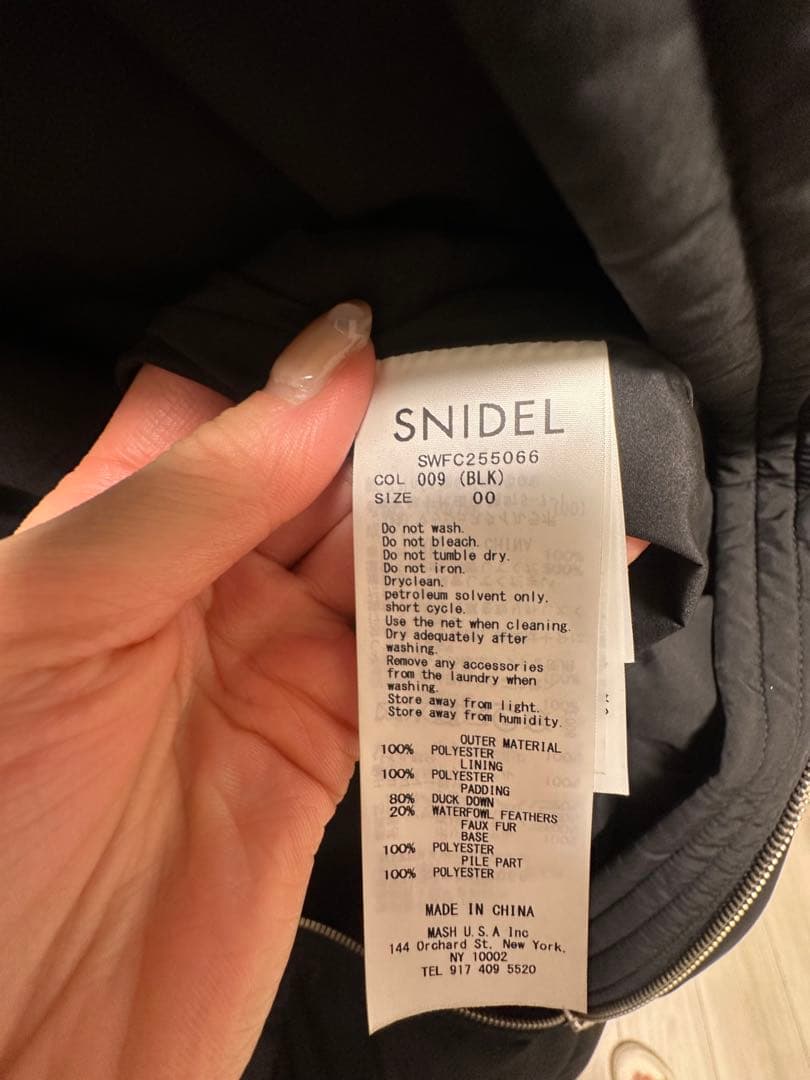 SNIDEL
SWFC255066
COL 009 (BLK)
SIZE 00
Do not wash.
Do not bleach.
Do not tumble dry.
Do not iron.
Dryclean,
petroleum solvent only,
short cycle.
Use the net when cleaning.
Dry adequately after
washing.
Remove any accessories
from the laundry when
washing.
Store away from light.
Store away from humidity.
OUTER MATERIAL
100% POLYESTER
LINING
100% POLYESTER
PADDING
80% DUCK DOWN
20% WATERFOWL FEATHERS
FAUX FUR
BASE
100% POLYESTER
PILE PART
100% POLYESTER
MADE IN CHINA
MASH U.S.A Inc
144 Orchard St. New York,
NY 10002
TEL 917 409 5520